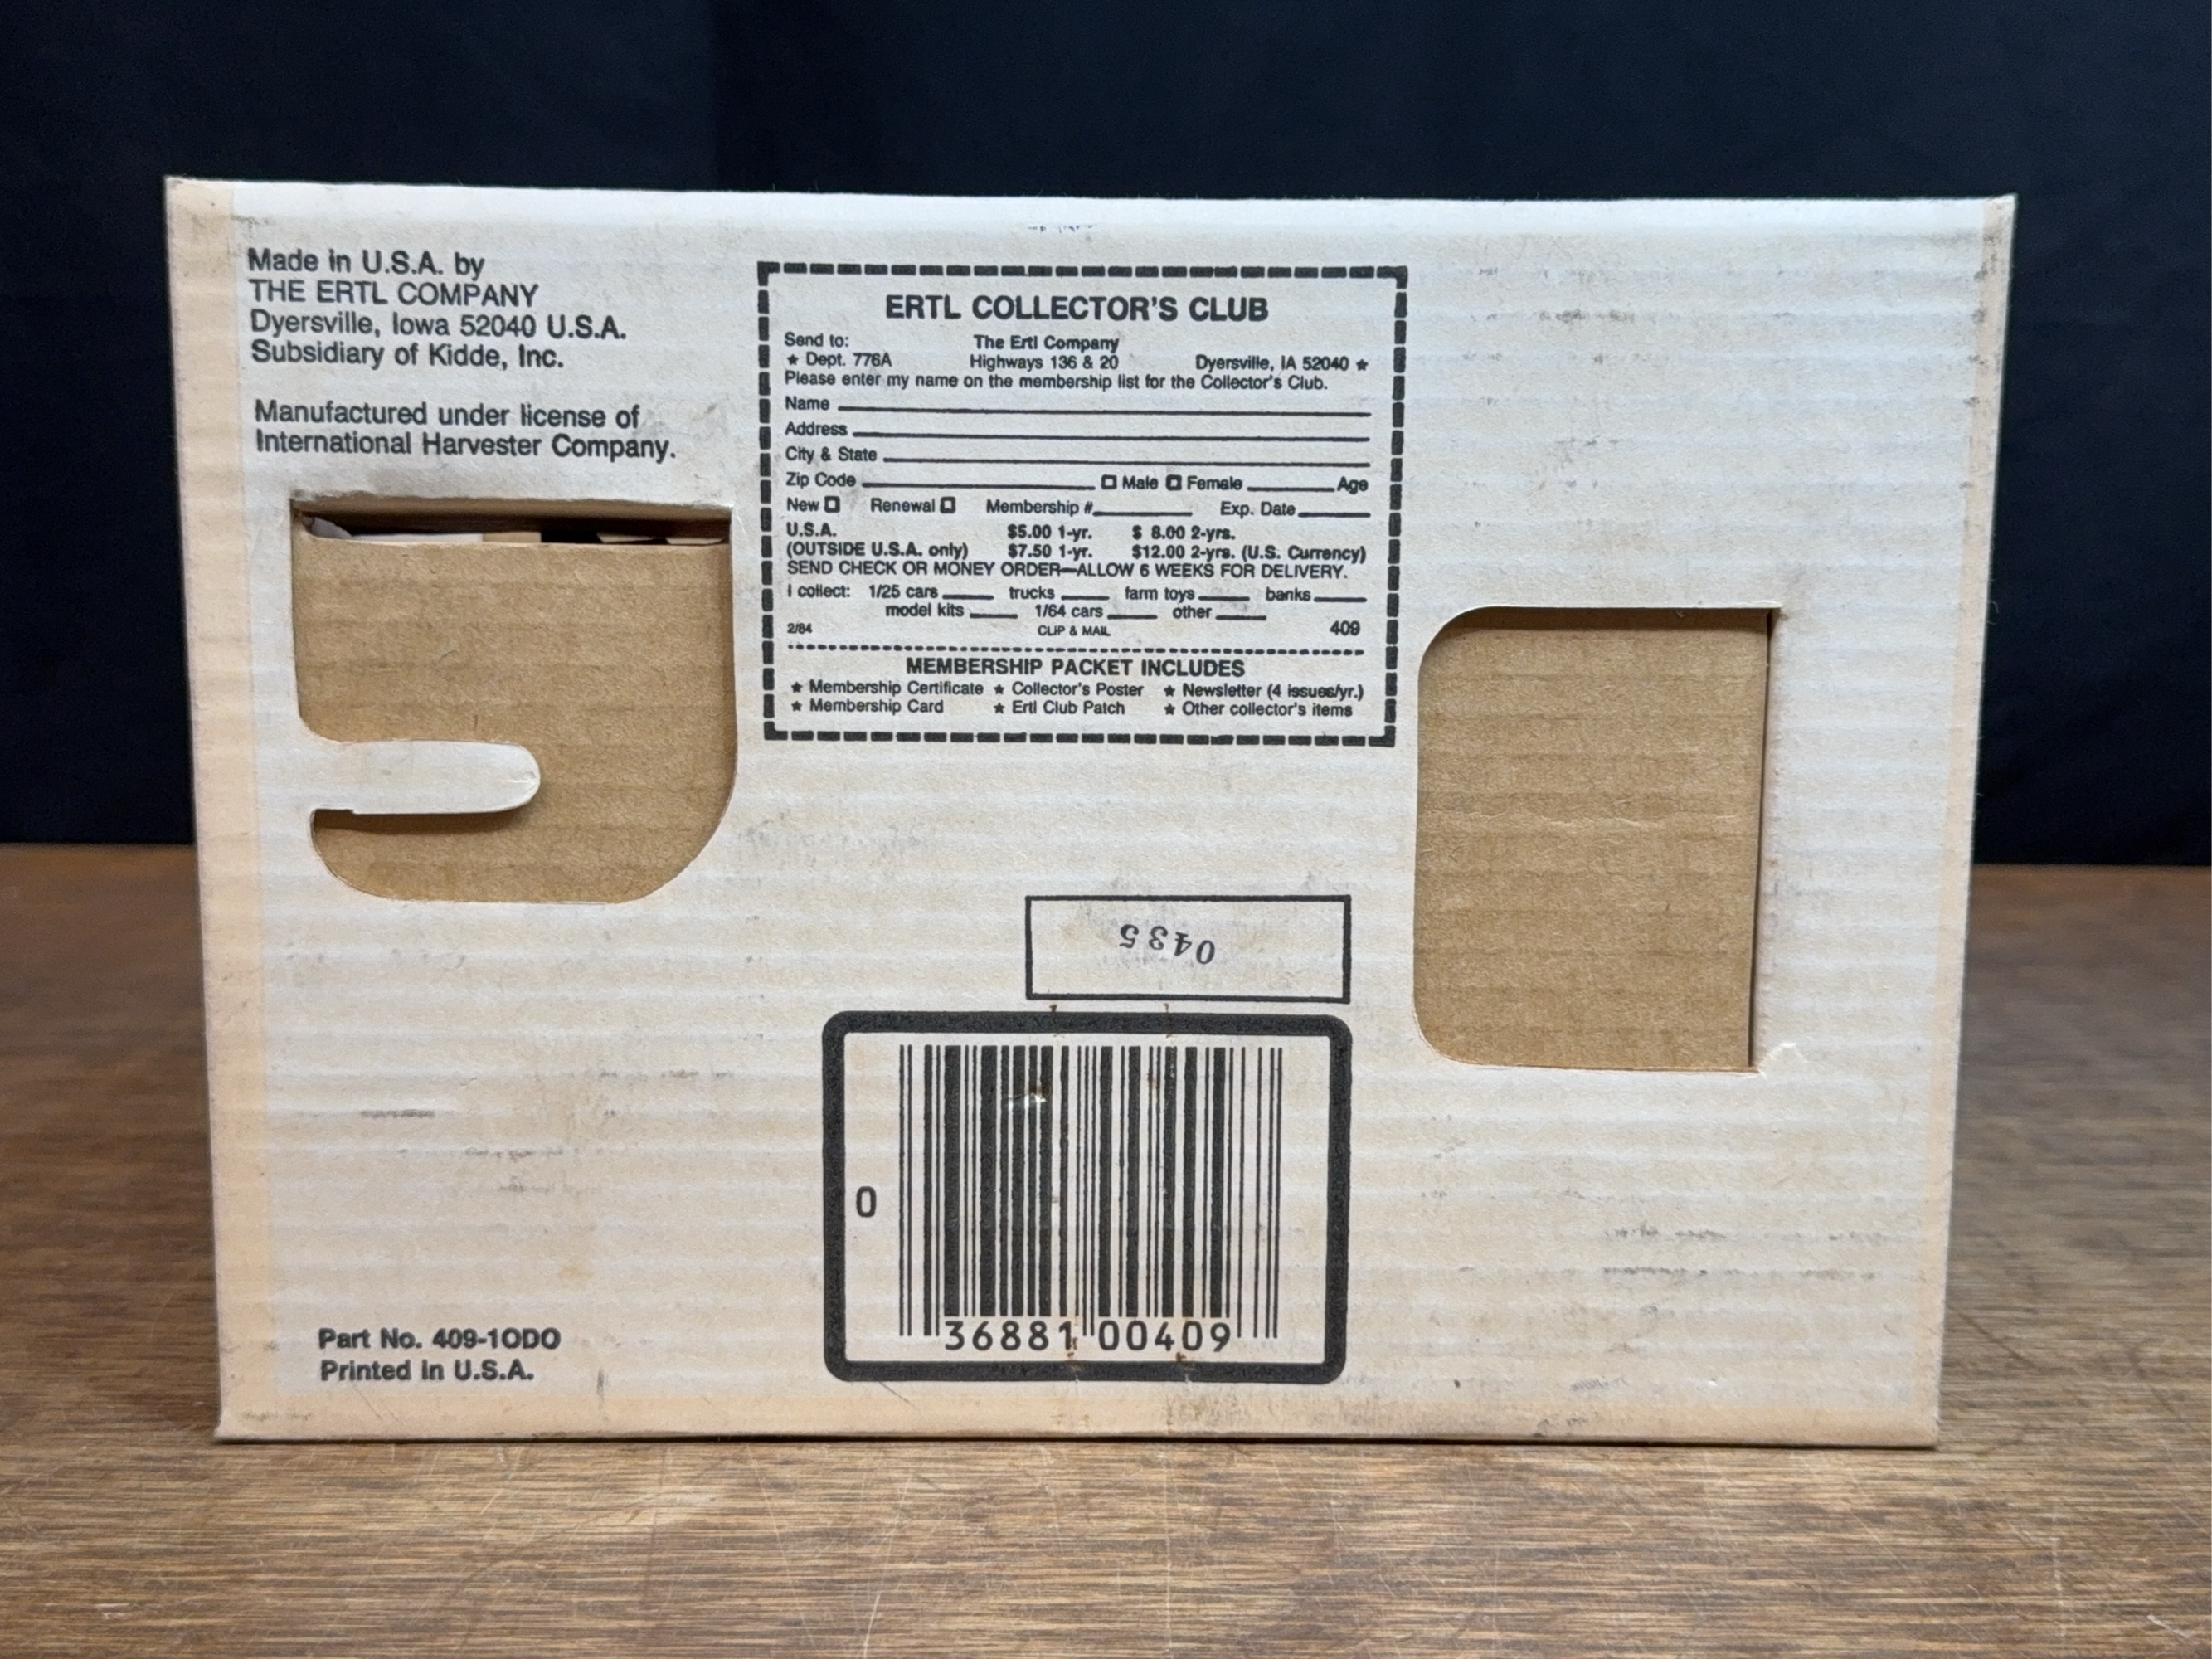 Made in U.S.A. by
THE ERTL COMPANY
Dyersville, Iowa 52040 U.S.A.
Subsidiary of Kidde, Inc.
Manufactured under license of
International Harvester Company.
ERTL COLLECTOR'S CLUB
Send to: The Ertl Company
★ Dept. 776A Highways 136 & 20 Dyersville, IA 52040 ★
Please enter my name on the membership list for the Collector's Club.
Name
Address
City & State
Zip Code ☐ Male ☐ Female Age
New ☐ Renewal ☐ Membership # Exp. Date
U.S.A. $5.00 1-yr. $ 8.00 2-yrs.
(OUTSIDE U.S.A. only) $7.50 1-yr. $12.00 2-yrs. (U.S. Currency)
SEND CHECK OR MONEY ORDER—ALLOW 6 WEEKS FOR DELIVERY.
I collect: 1/25 cars trucks farm toys banks
model kits 1/64 cars other
2/84 CLIP & MAIL 409
MEMBERSHIP PACKET INCLUDES
★ Membership Certificate ★ Collector's Poster ★ Newsletter (4 issues/yr.)
★ Membership Card ★ Ertl Club Patch ★ Other collector's items
0435
0
36881 00409
Part No. 409-1ODO
Printed in U.S.A.